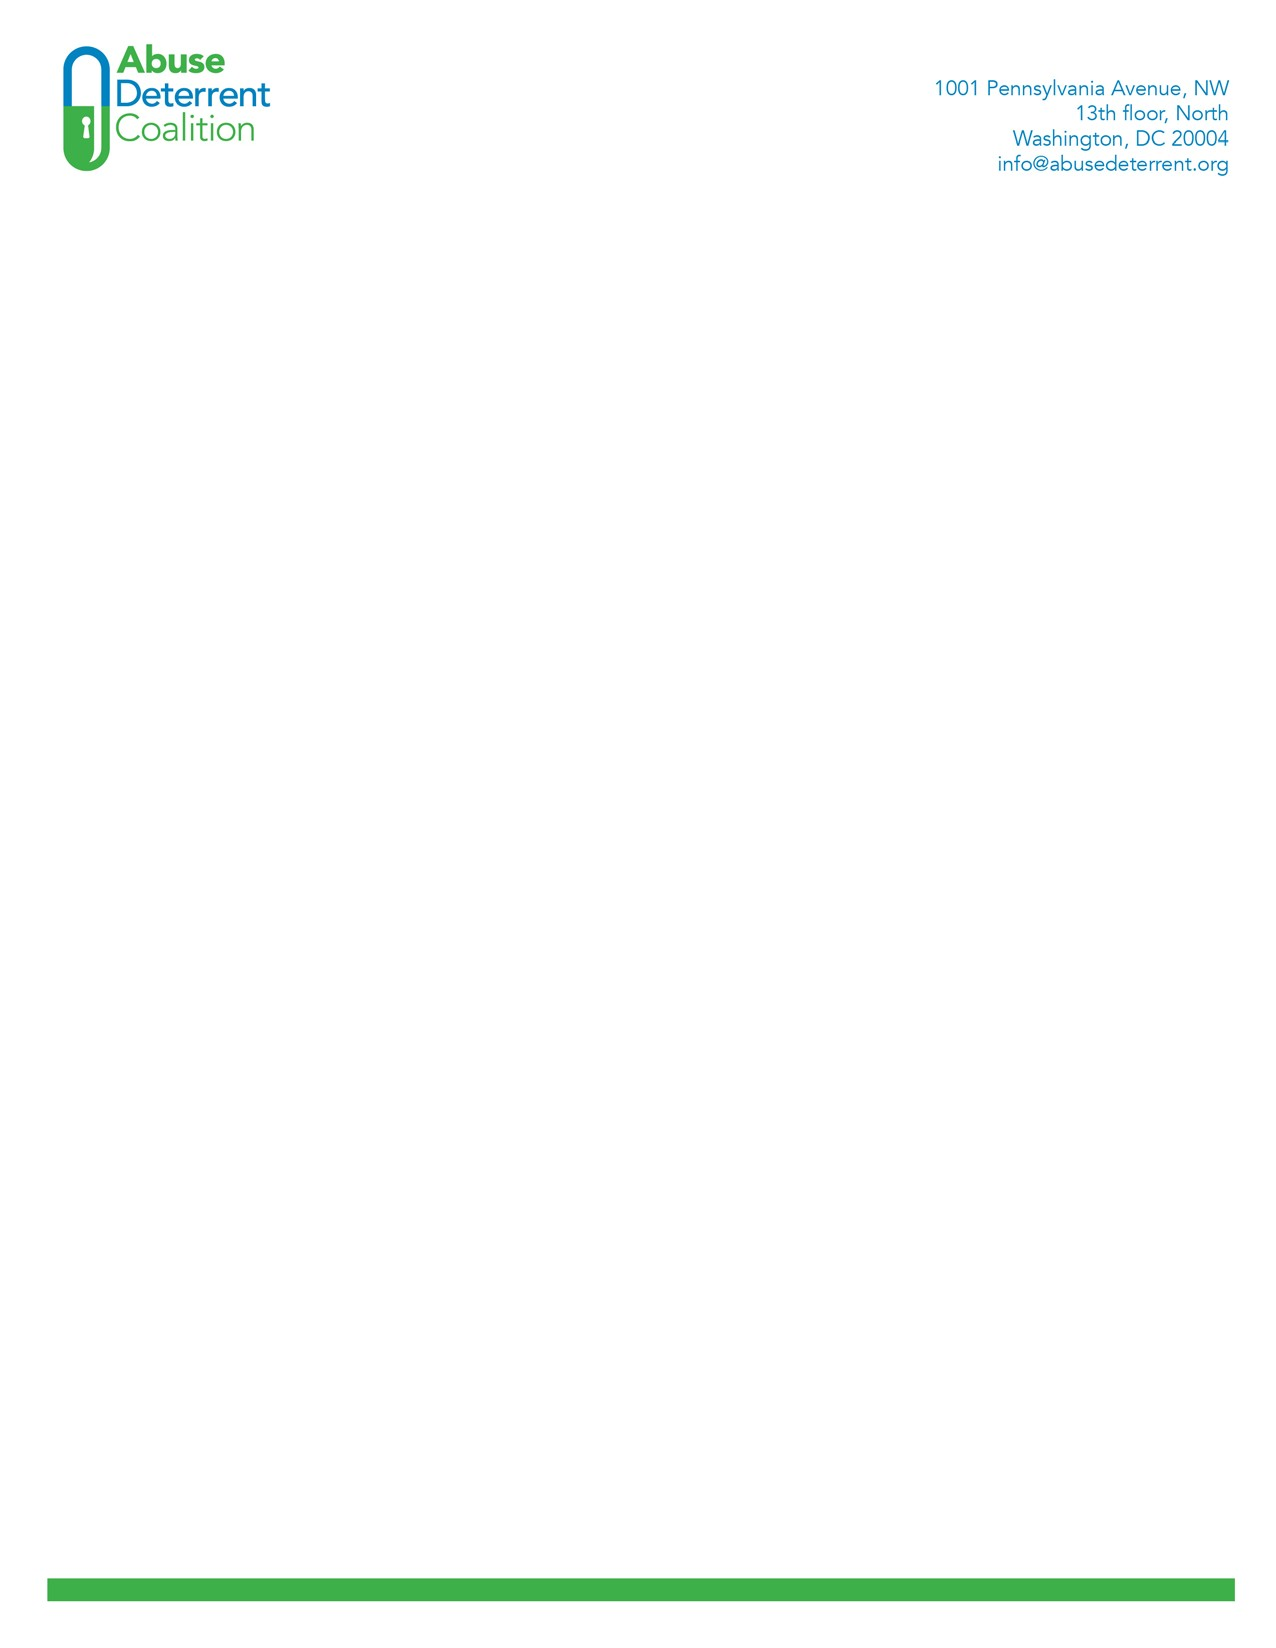 Abuse
Deterrent
Coalition
1001 Pennsylvania Avenue, NW
13th floor, North
Washington, DC 20004
info@abusedeterrent.org